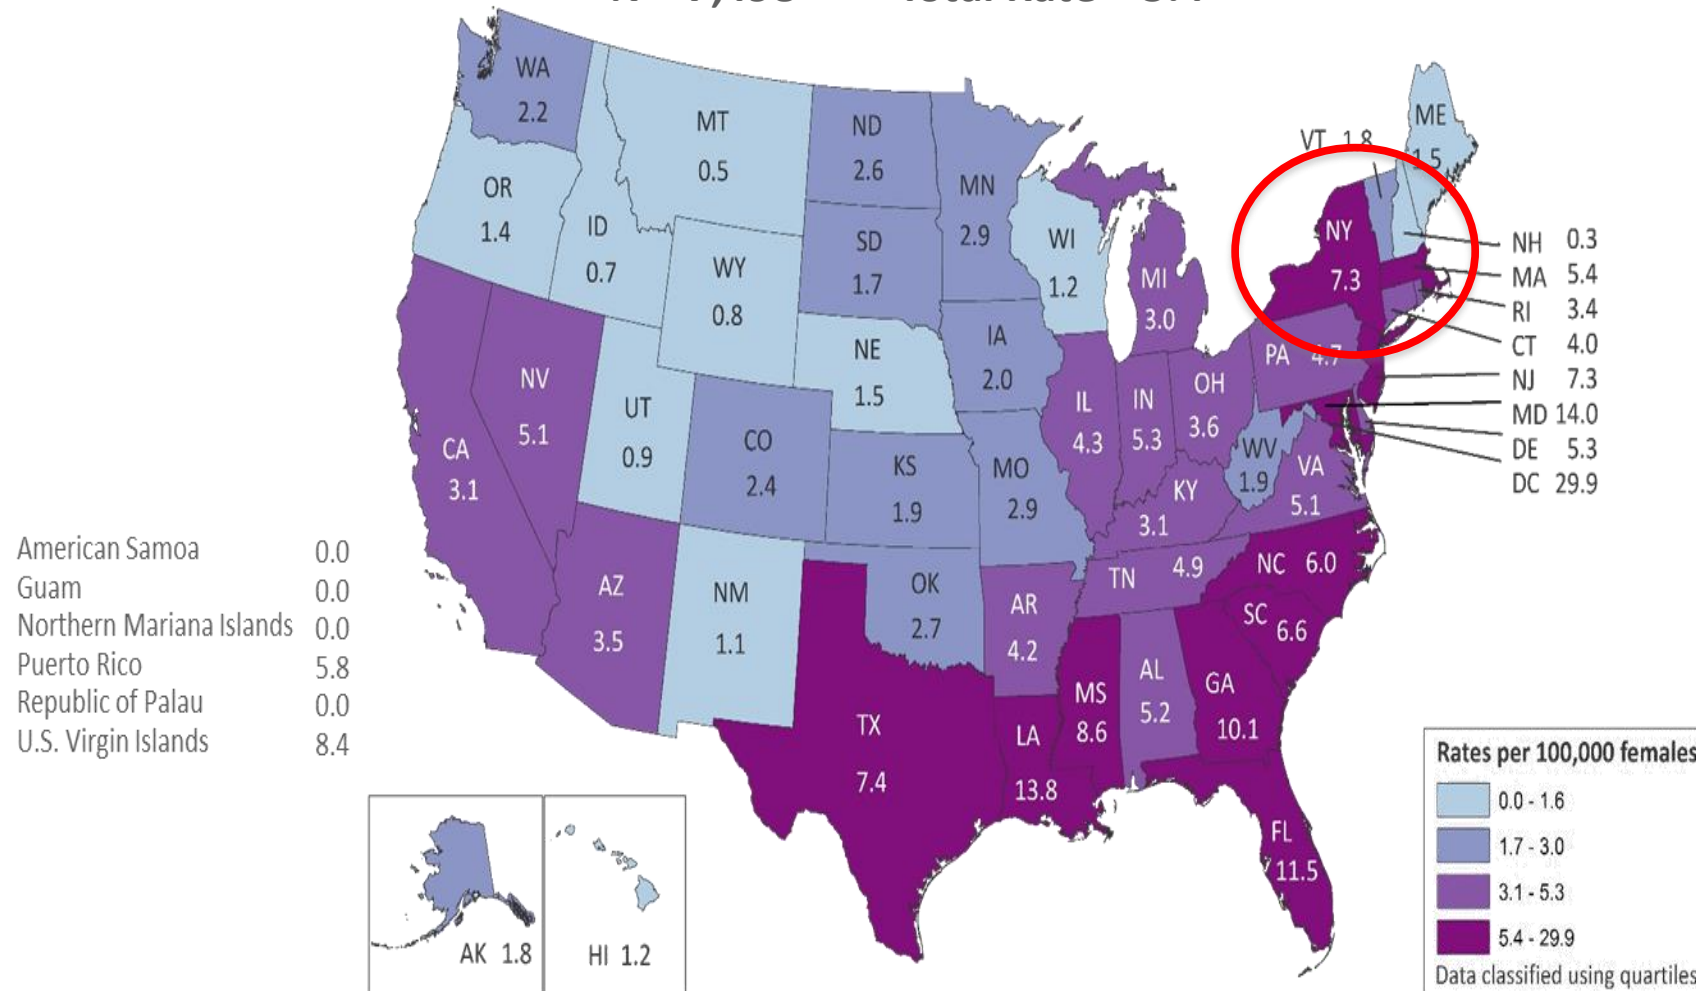 WA
2.2
MT
0.5
ND
2.6
MN
2.9
OR
1.4
ID
0.7
WY
0.8
SD
1.7
WI
1.2
MI
3.0
VT 1.8
ME
1.5
NY
7.3
NH 0.3
MA 5.4
RI 3.4
CT 4.0
NJ 7.3
MD 14.0
DE 5.3
DC 29.9
NV
5.1
CA
3.1
UT
0.9
CO
2.4
NE
1.5
IA
2.0
KS
1.9
MO
2.9
IL
4.3
IN
5.3
OH
3.6
PA 4.7
WV
1.9
VA
5.1
KY
3.1
TN 4.9
NC 6.0
SC
6.6
AZ
3.5
NM
1.1
OK
2.7
AR
4.2
TX
7.4
LA
13.8
MS
8.6
AL
5.2
GA
10.1
FL
11.5
American Samoa 0.0
Guam 0.0
Northern Mariana Islands 0.0
Puerto Rico 5.8
Republic of Palau 0.0
U.S. Virgin Islands 8.4
AK 1.8
HI 1.2
Rates per 100,000 females
0.0 - 1.6
1.7 - 3.0
3.1 - 5.3
5.4 - 29.9
Data classified using quartiles